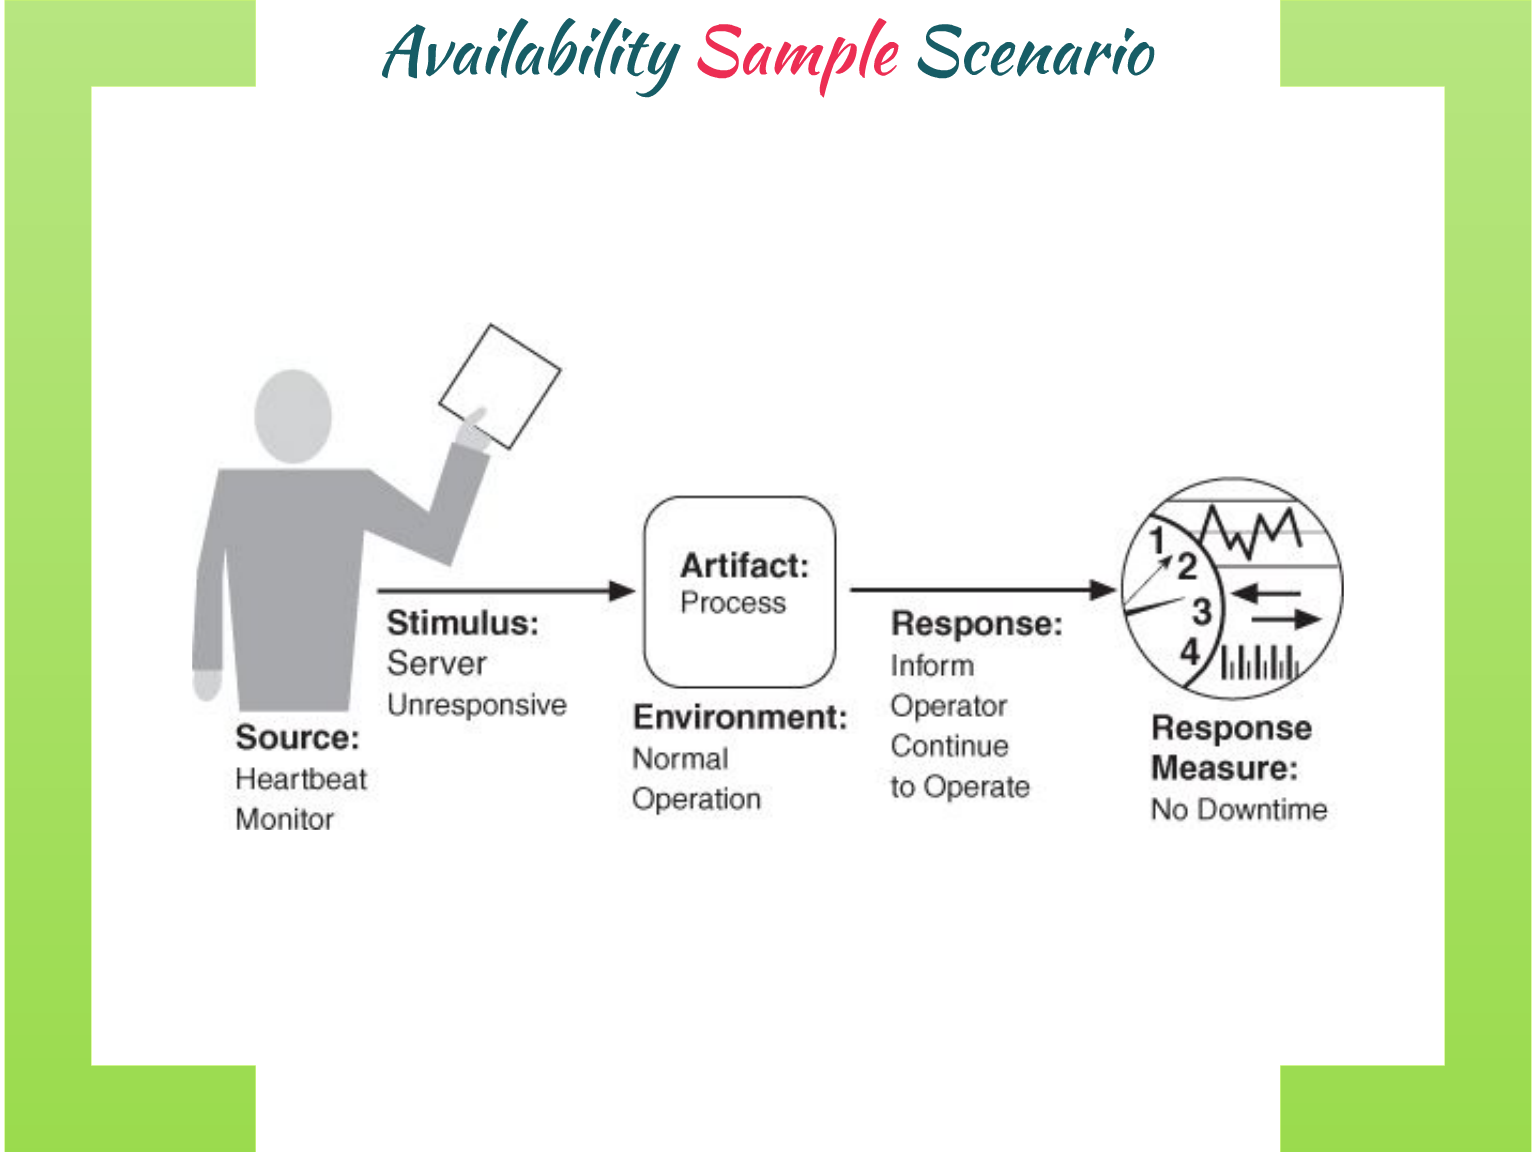 Availability Sample Scenario
Source:
Heartbeat
Monitor
Stimulus:
Server
Unresponsive
Artifact:
Process
Environment:
Normal
Operation
Response:
Inform
Operator
Continue
to Operate
1
2
3
4
Response
Measure:
No Downtime